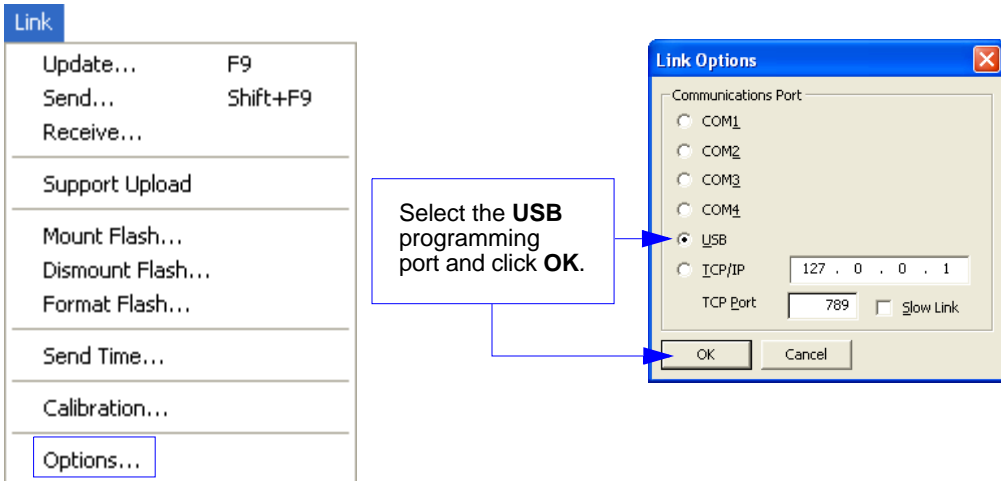 Link
Update... F9
Send... Shift+F9
Receive...
Support Upload
Mount Flash...
Dismount Flash...
Format Flash...
Send Time...
Calibration...
Options...
Select the USB
programming
port and click OK.
Link Options
Communications Port
COM1
COM2
COM3
COM4
USB
TCP/IP 127 . 0 . 0 . 1
TCP Port 789 Slow Link
OK Cancel